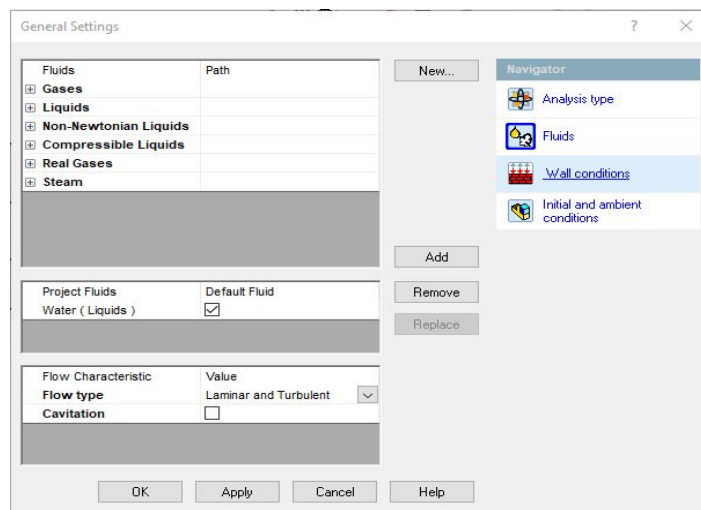 General Settings
Fluids Path
Gases
Liquids
Non-Newtonian Liquids
Compressible Liquids
Real Gases
Steam
New...
Add
Project Fluids Default Fluid
Water ( Liquids )
Remove
Replace
Flow Characteristic Value
Flow type Laminar and Turbulent
Cavitation
OK Apply Cancel Help
Navigator
Analysis type
Fluids
Wall conditions
Initial and ambient
conditions